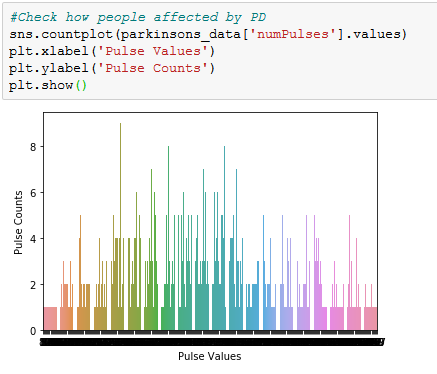 #Check how people affected by PD
sns.countplot(parkinsons_data['numPulses'].values)
plt.xlabel('Pulse Values')
plt.ylabel('Pulse Counts')
plt.show()
8
6
4
2
0
Pulse Counts
Pulse Values